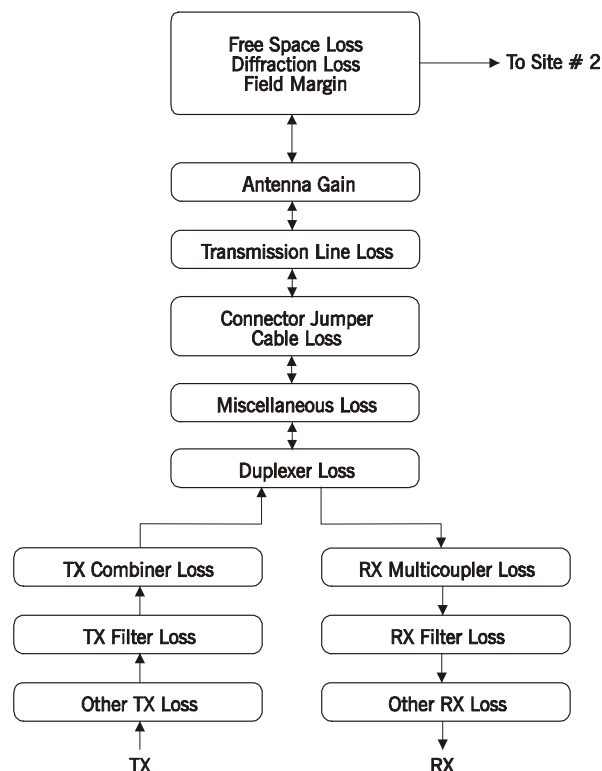 Free Space Loss
Diffraction Loss
Field Margin
To Site # 2
Antenna Gain
Transmission Line Loss
Connector Jumper
Cable Loss
Miscellaneous Loss
Duplexer Loss
TX Combiner Loss
RX Multicoupler Loss
TX Filter Loss
RX Filter Loss
Other TX Loss
Other RX Loss
TX
RX